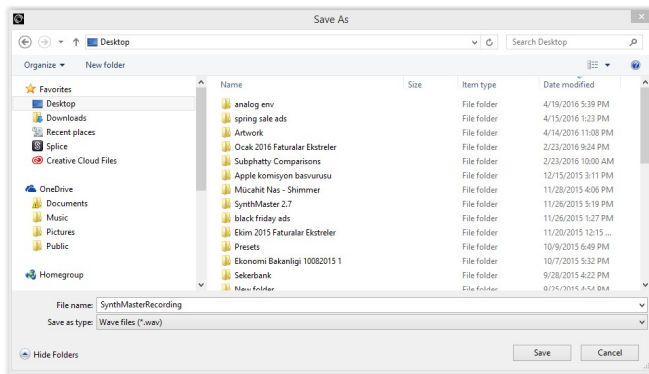 Save As
Desktop
Search Desktop
Organize
New folder
Favorites
Desktop
Downloads
Recent places
Splice
Creative Cloud Files
OneDrive
Documents
Music
Pictures
Public
Homegroup
Name Size Item type Date modified
analog env File folder 4/19/2016 5:39 PM
spring sale ads File folder 4/15/2016 1:23 PM
Artwork File folder 4/14/2016 11:08 PM
Ocak 2016 Faturalar Ekstreler File folder 2/23/2016 9:24 PM
Subphatty Comparisons File folder 2/23/2016 10:00 AM
Apple komisyon basvurusu File folder 12/15/2015 3:11 PM
Mücahit Nas - Shimmer File folder 11/28/2015 4:06 PM
SynthMaster 2.7 File folder 11/26/2015 5:19 PM
black friday ads File folder 11/26/2015 1:27 PM
Ekim 2015 Faturalar Ekstreler File folder 11/20/2015 12:15 ...
Presets File folder 10/9/2015 6:49 PM
Ekonomi Bakanligi 10082015 1 File folder 10/7/2015 5:32 PM
Sekerbank File folder 9/28/2015 4:22 PM
New folder File folder 9/25/2015 4:54 PM
File name: SynthMasterRecording
Save as type: Wave files (*.wav)
Hide Folders
Save
Cancel